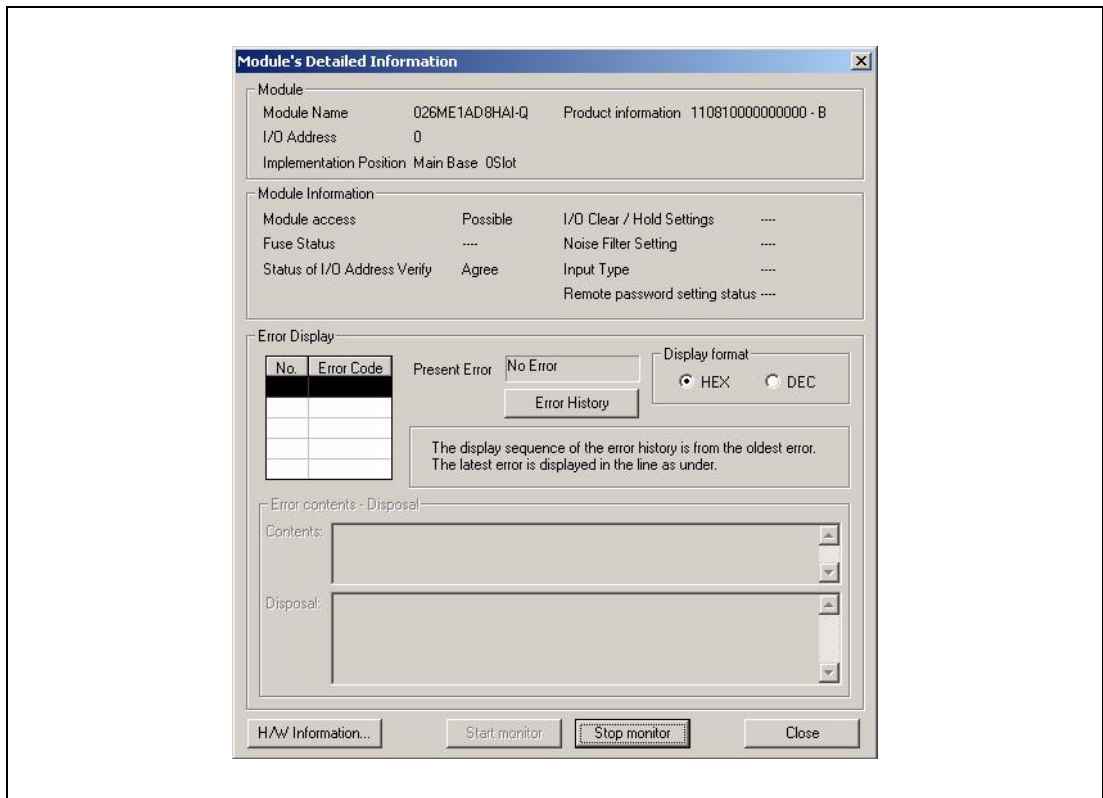 Module's Detailed Information
Module
Module Name 026ME1AD8HAI-Q Product information 110810000000000 - B
I/O Address 0
Implementation Position Main Base 0Slot
Module Information
Module access Possible I/O Clear / Hold Settings ----
Fuse Status ---- Noise Filter Setting ----
Status of I/O Address Verify Agree Input Type ----
Remote password setting status ----
Error Display
No. Error Code
Present Error No Error
Display format
HEX DEC
Error History
The display sequence of the error history is from the oldest error.
The latest error is displayed in the line as under.
Error contents - Disposal
Contents:
Disposal:
H/W Information... Start monitor Stop monitor Close